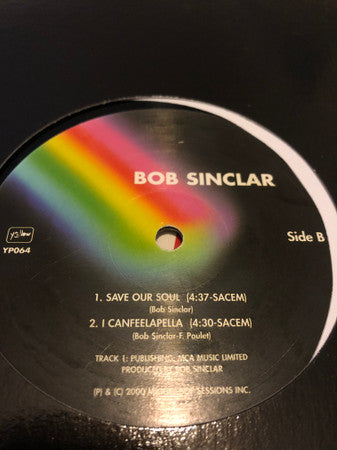 BOB SINCLAR
Side B
yellow
YP064
1. SAVE OUR SOUL (4:37-SACEM)
(Bob Sinclar)
2. I CANFEELAPELLA (4:30-SACEM)
(Bob Sinclar-F. Poulet)
TRACK 1: PUBLISHING, MCA MUSIC LIMITED
PRODUCED BY BOB SINCLAR
(P) & (C) 2000 SESSIONS INC.